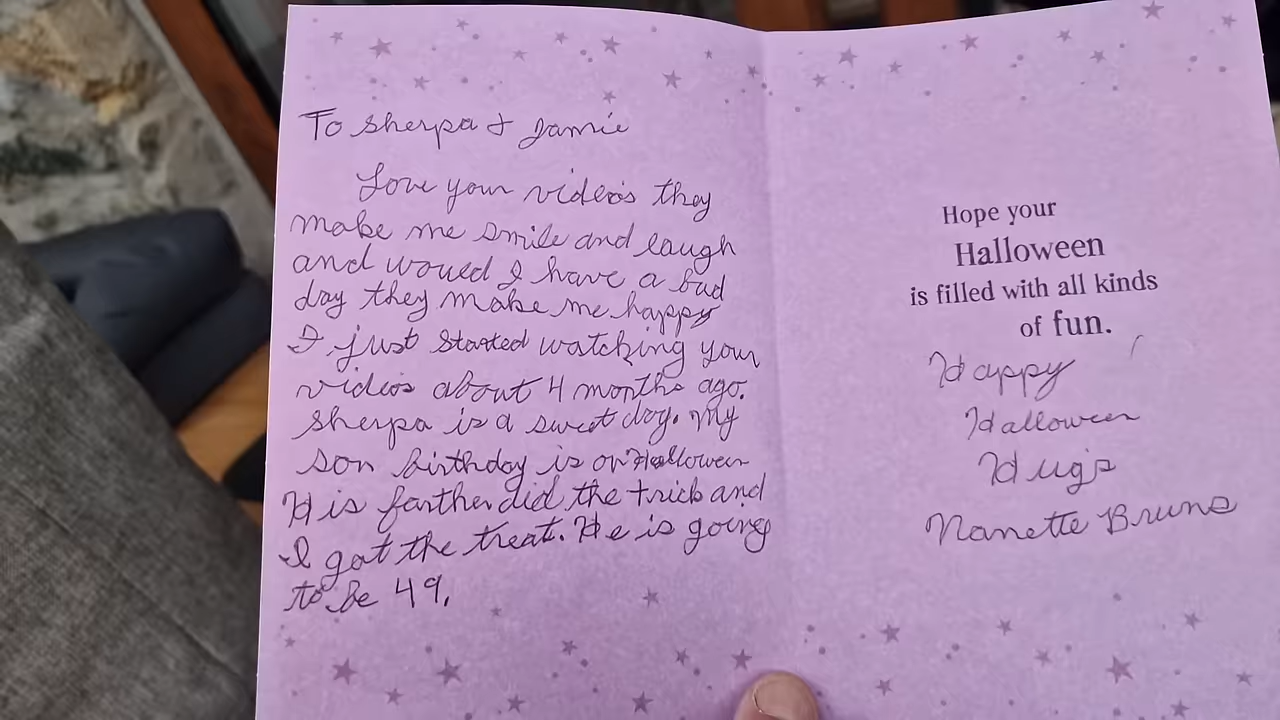 To Sherpa & Jamie
Love your video's they
make me smile and laugh
and would I have a bad
day they make me happy
I just started watching your
video's about 4 months ago.
Sherpa is a sweet dog. My
son birthday is on Halloween
His farther did the trick and
I got the treat. He is going
to be 49.
Hope your
Halloween
is filled with all kinds
of fun.
Happy
Halloween
Hug's
Nanette Bruns